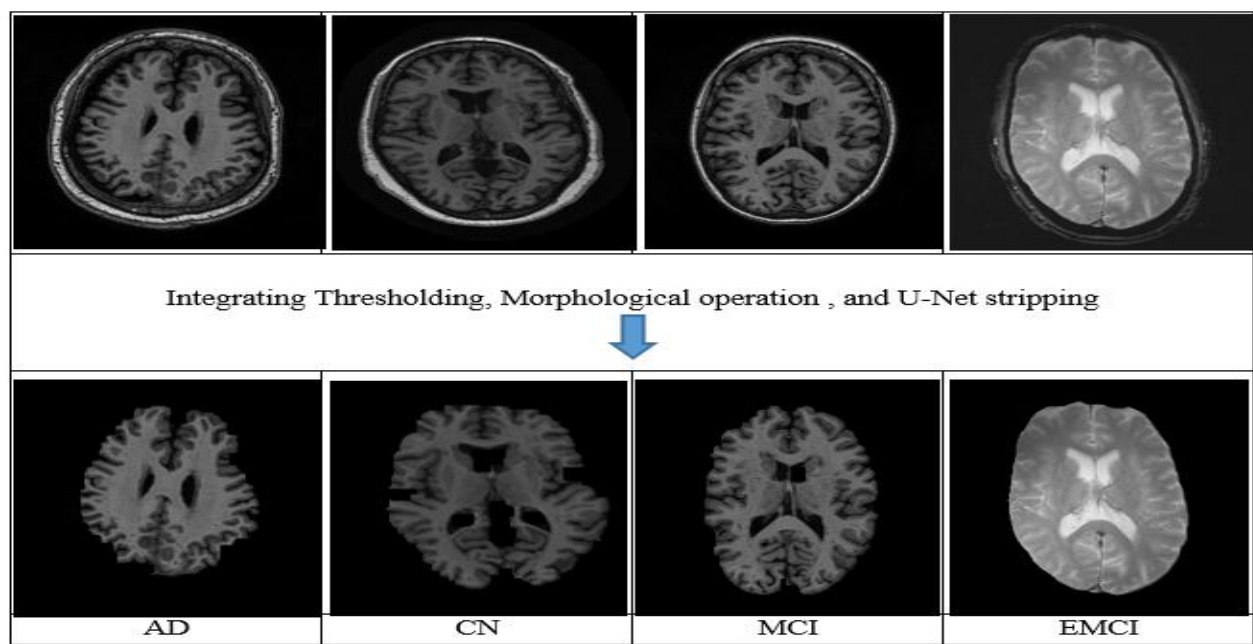 Integrating Thresholding, Morphological operation , and U-Net stripping
AD CN MCI EMCI